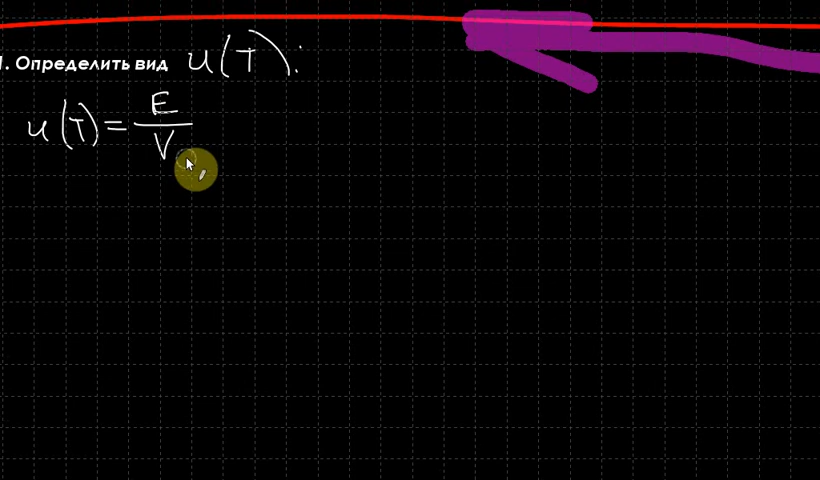 1. Определить вид u(T):
u(T) = E/V